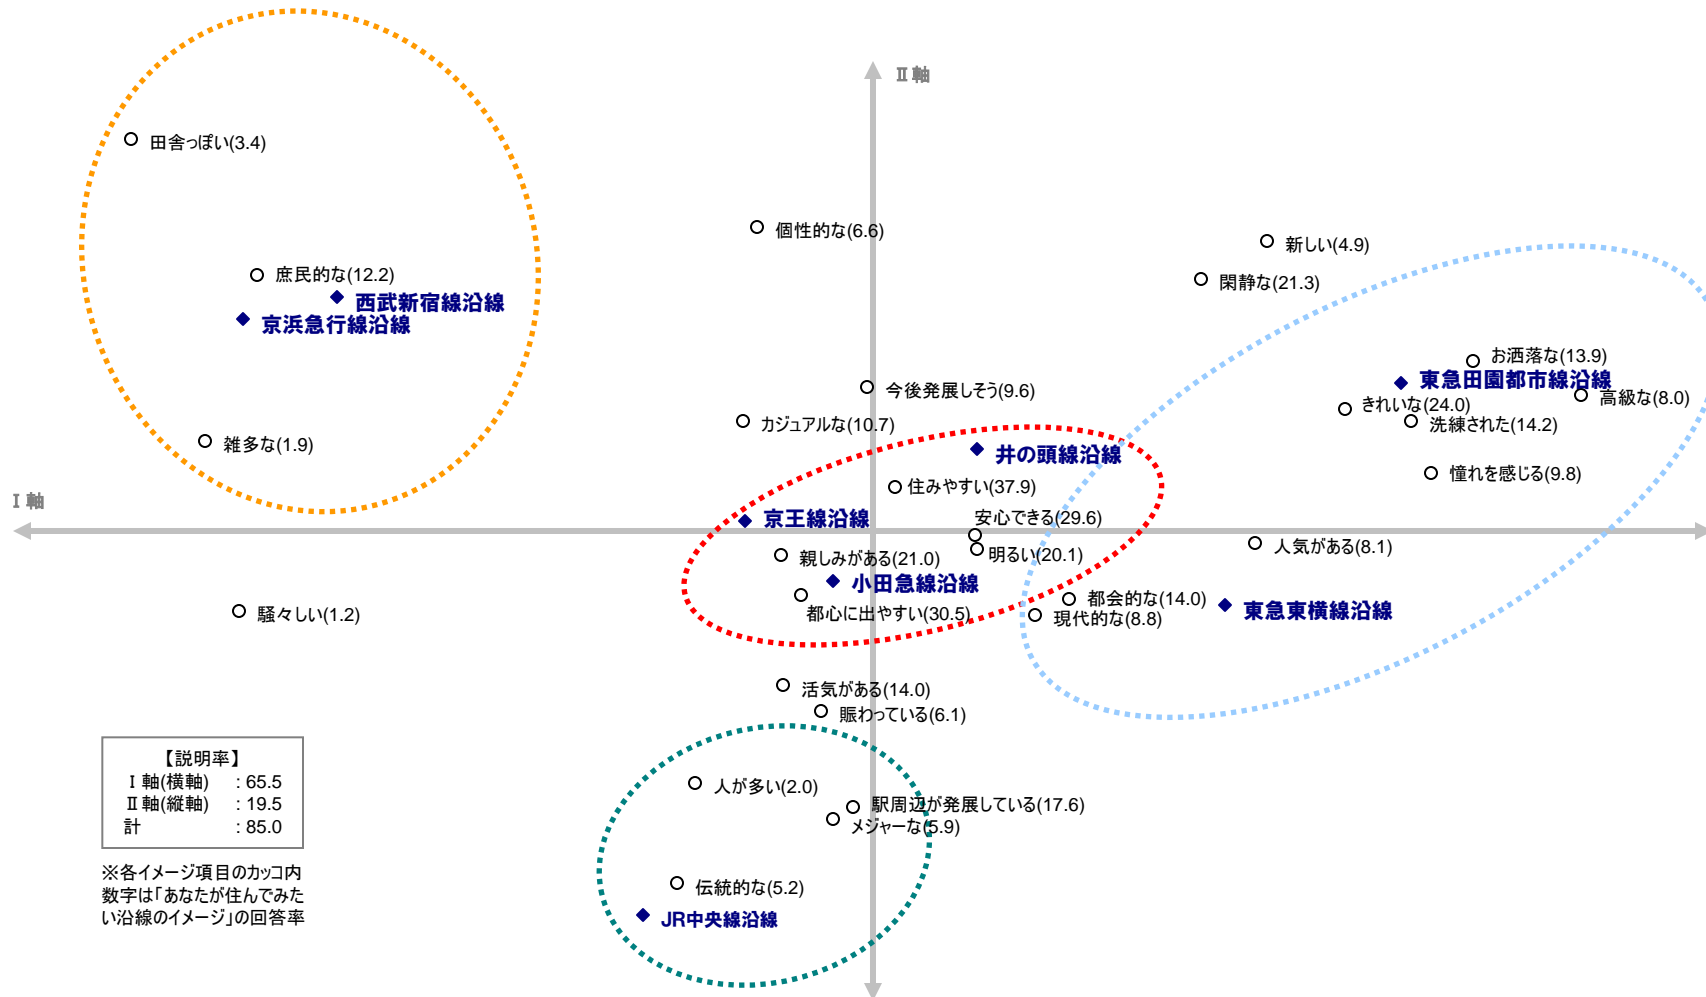 Ⅱ軸
田舎っぽい(3.4)
個性的な(6.6)
新しい(4.9)
庶民的な(12.2)
閑静な(21.3)
西武新宿線沿線
京浜急行線沿線
お洒落な(13.9)
東急田園都市線沿線
今後発展しそう(9.6)
高級な(8.0)
きれいな(24.0)
カジュアルな(10.7)
洗練された(14.2)
雑多な(1.9)
井の頭線沿線
憧れを感じる(9.8)
住みやすい(37.9)
Ⅰ軸
京王線沿線
安心できる(29.6)
人気がある(8.1)
親しみがある(21.0)
明るい(20.1)
小田急線沿線
都会的な(14.0)
東急東横線沿線
騒々しい(1.2)
都心に出やすい(30.5)
現代的な(8.8)
活気がある(14.0)
賑わっている(6.1)
【説明率】
Ⅰ軸(横軸) : 65.5
Ⅱ軸(縦軸) : 19.5
計 : 85.0
人が多い(2.0)
駅周辺が発展している(17.6)
メジャーな(5.9)
※各イメージ項目のカッコ内
数字は「あなたが住んでみた
い沿線のイメージ」の回答率
伝統的な(5.2)
JR中央線沿線